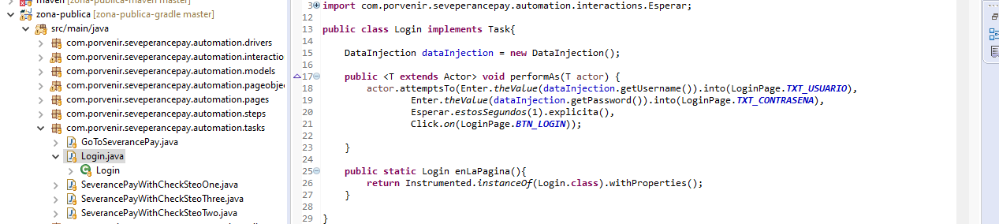 maven [zona-publica-maven master]
zona-publica [zona-publica-gradle master]
src/main/java
com.porvenir.seveperancepay.automation.drivers
com.porvenir.seveperancepay.automation.interactio
com.porvenir.seveperancepay.automation.models
com.porvenir.seveperancepay.automation.pageobje
com.porvenir.seveperancepay.automation.pages
com.porvenir.seveperancepay.automation.steps
com.porvenir.seveperancepay.automation.tasks
GoToSeverancePay.java
Login.java
Login
SeverancePayWithCheckSteoOne.java
SeverancePayWithCheckSteoThree.java
SeverancePayWithCheckSteoTwo.java
3 import com.porvenir.seveperancepay.automation.interactions.Esperar;
12
13 public class Login implements Task{
14
15 DataInjection dataInjection = new DataInjection();
16
17 public <T extends Actor> void performAs(T actor) {
18 actor.attemptsTo(Enter.theValue(dataInjection.getUsername()).into(LoginPage.TXT_USUARIO),
19 Enter.theValue(dataInjection.getPassword()).into(LoginPage.TXT_CONTRASENA),
20 Esperar.estosSegundos(1).explicita(),
21 Click.on(LoginPage.BTN_LOGIN));
22
23 }
24
25 public static Login enLaPagina(){
26 return Instrumented.instanceOf(Login.class).withProperties();
27 }
28
29 }